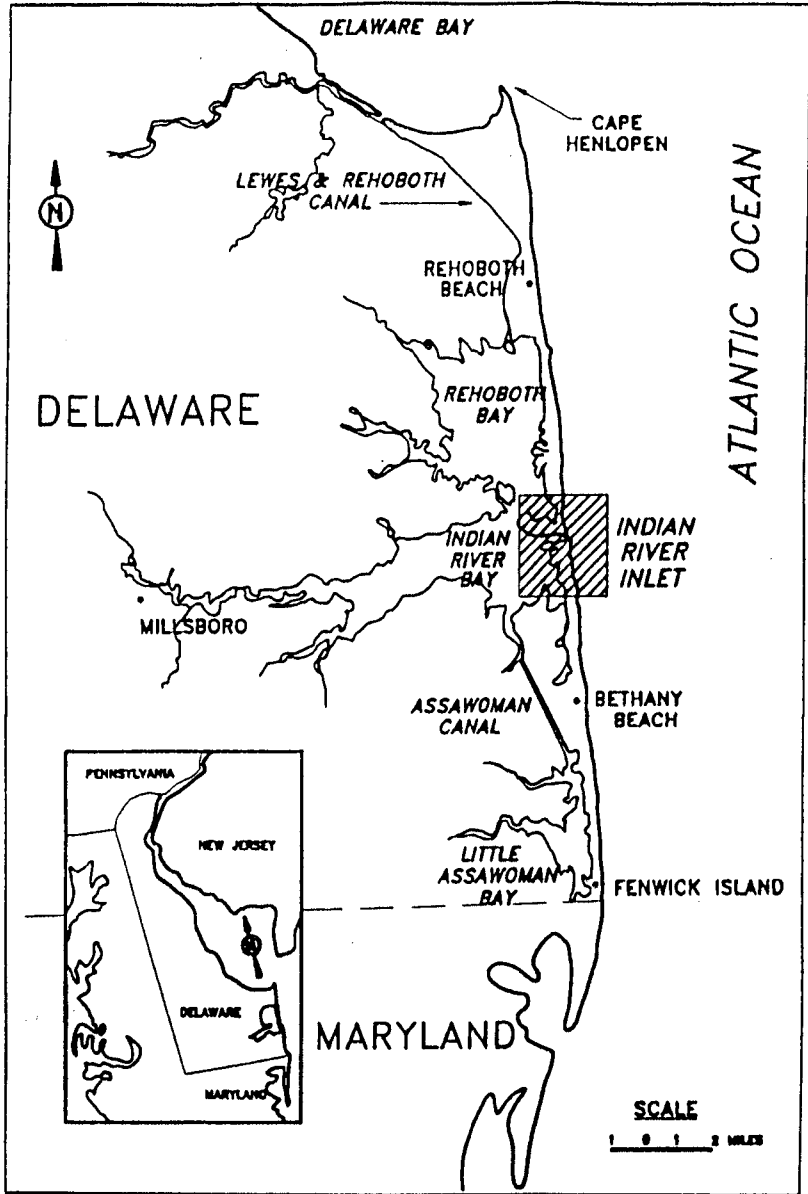 DELAWARE BAY
CAPE
HENLOPEN
LEWES & REHOBOTH
CANAL
N
REHOBOTH
BEACH
ATLANTIC OCEAN
DELAWARE
REHOBOTH
BAY
INDIAN
RIVER
BAY
INDIAN
RIVER
INLET
MILLSBORO
ASSAWOMAN
CANAL
BETHANY
BEACH
LITTLE
ASSAWOMAN
BAY
FENWICK ISLAND
MARYLAND
PENNSYLVANIA
NEW JERSEY
N
DELAWARE
MARYLAND
SCALE
1 0 1 2 MILES